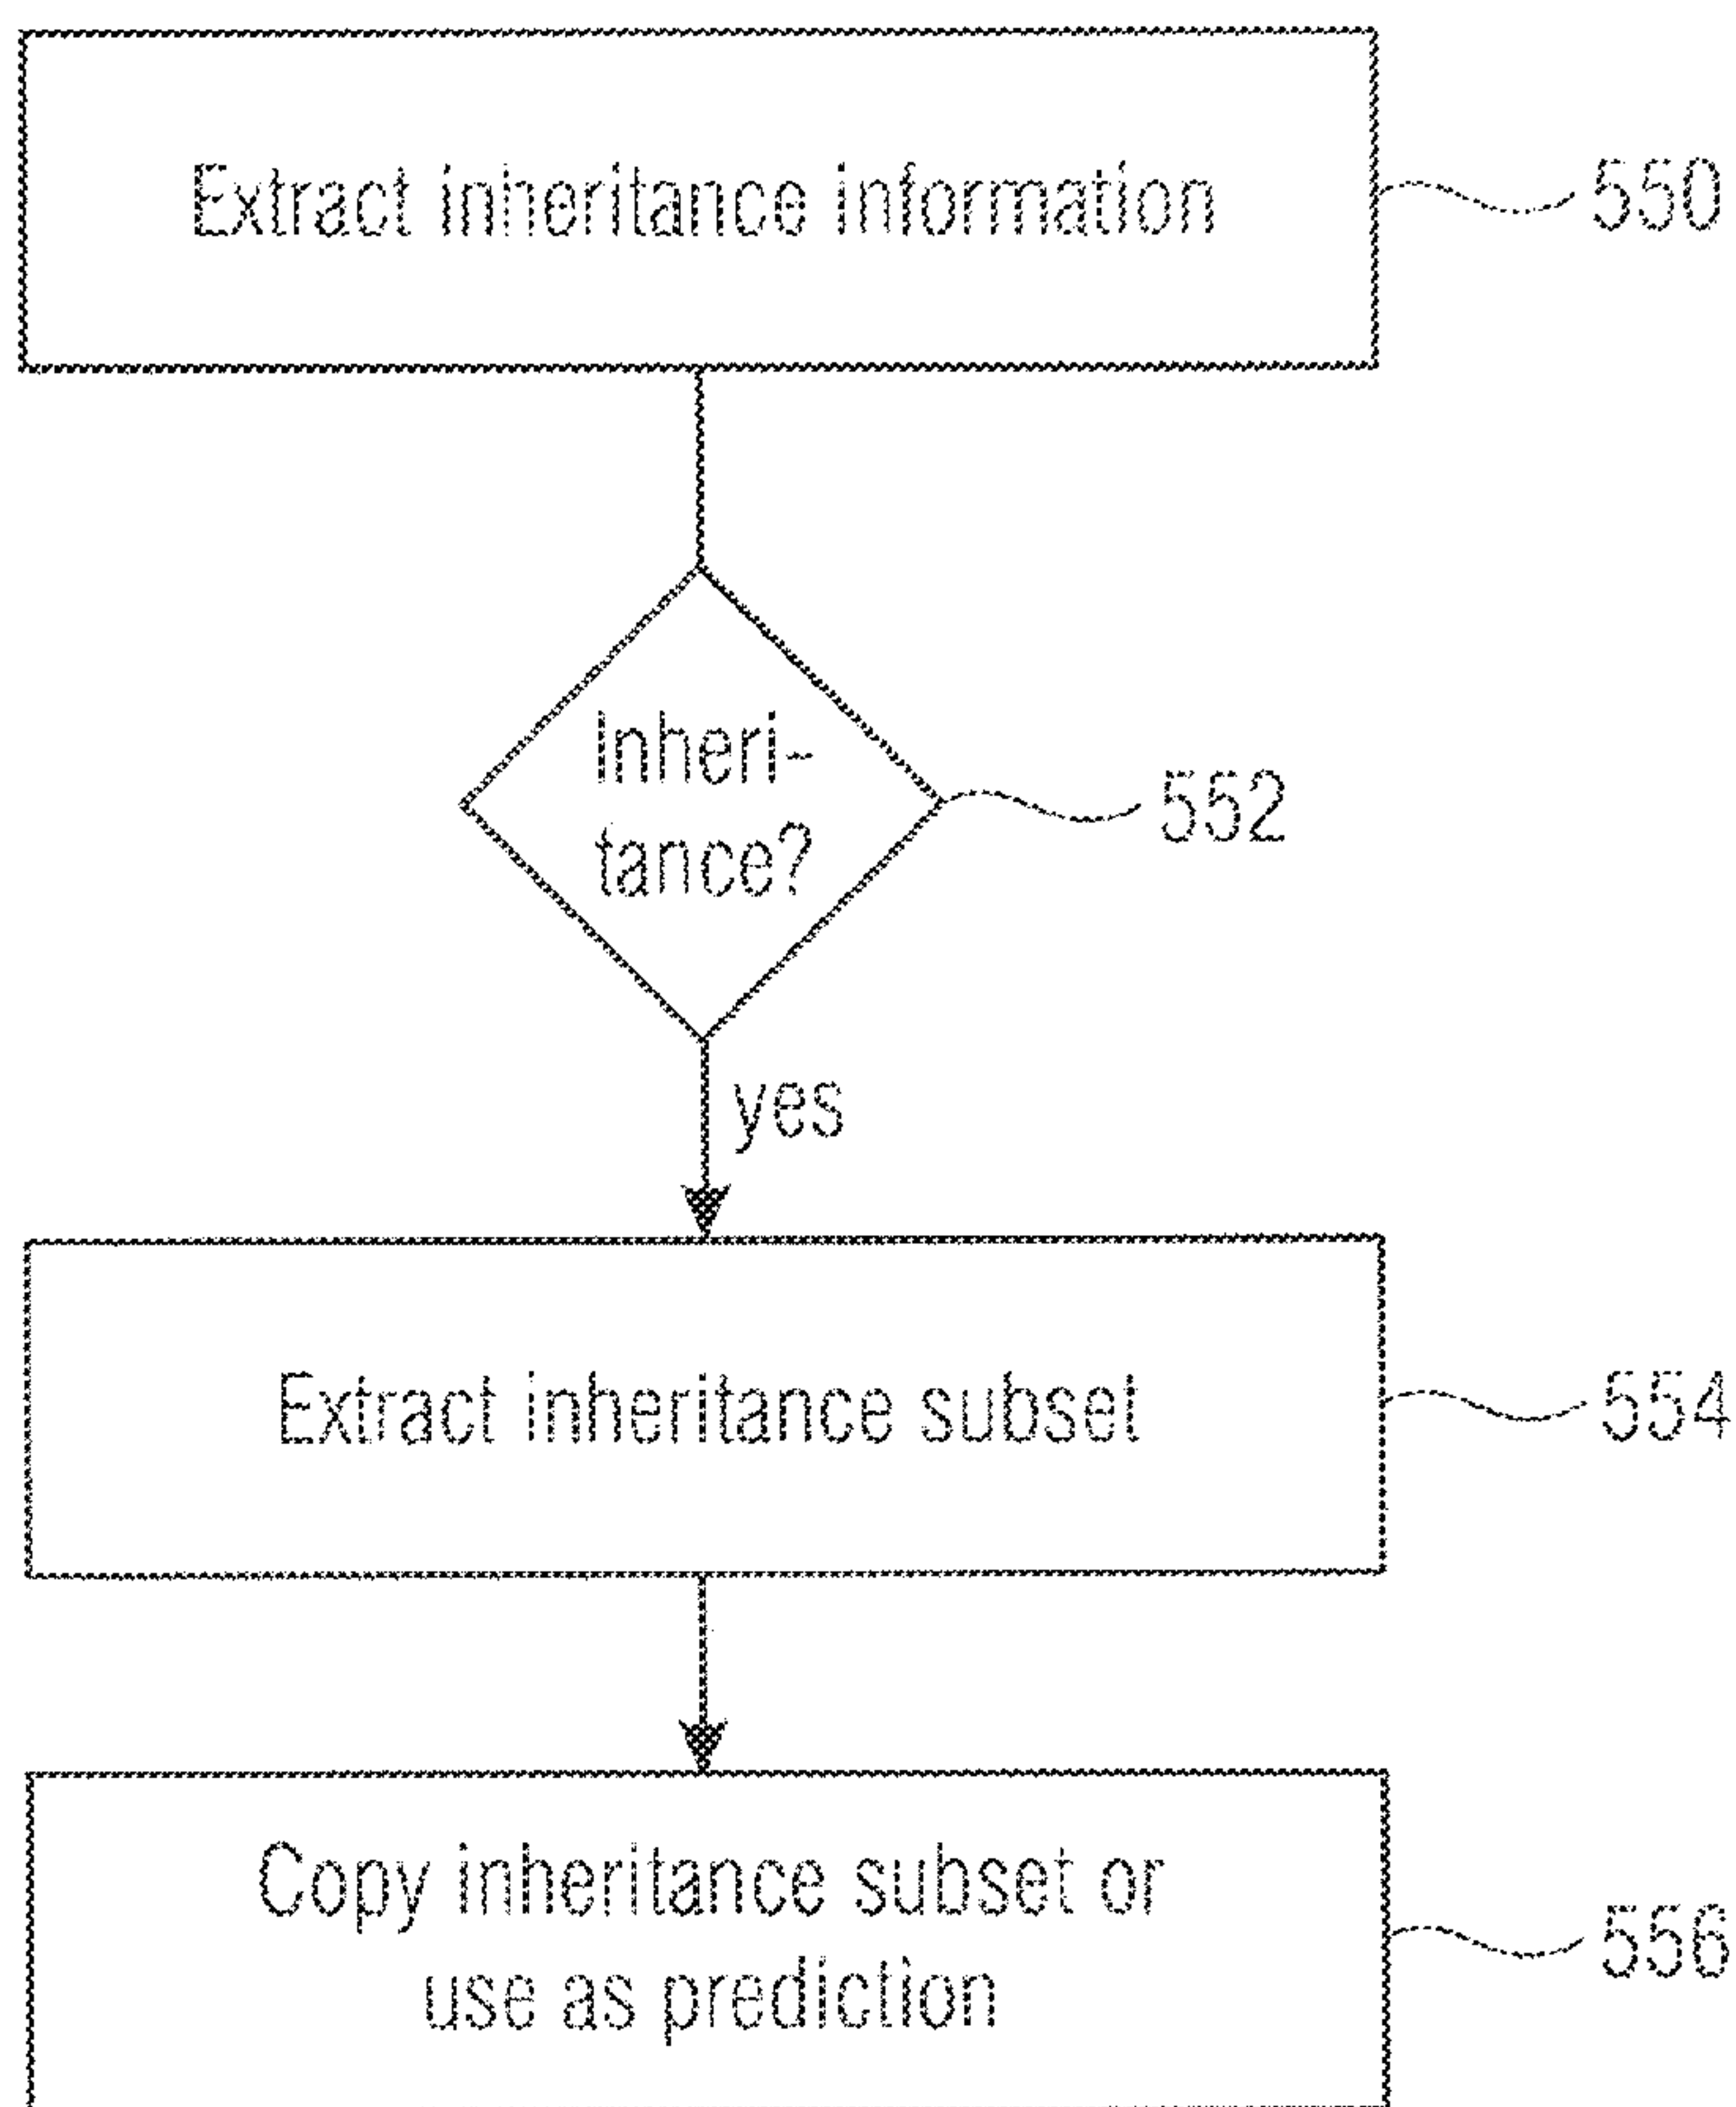 Extract inheritance information
550
Inheri-
tance?
552
yes
Extract inheritance subset
554
Copy inheritance subset or
use as prediction
556